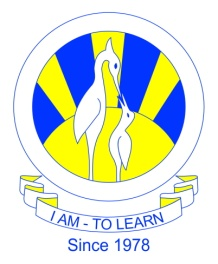 I AM - TO LEARN
Since 1978